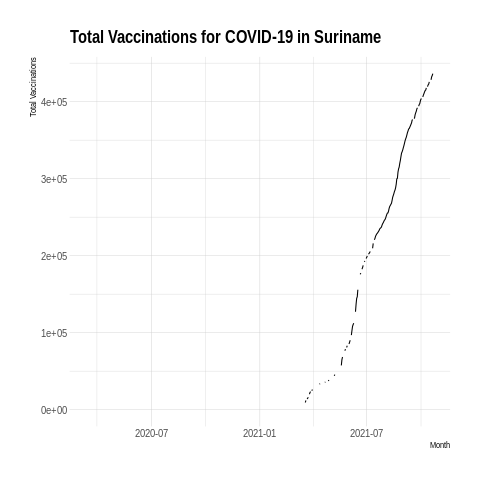 Total Vaccinations for COVID-19 in Suriname
Total Vaccinations
4e+05
3e+05
2e+05
1e+05
0e+00
2020-07 2021-01 2021-07
Month